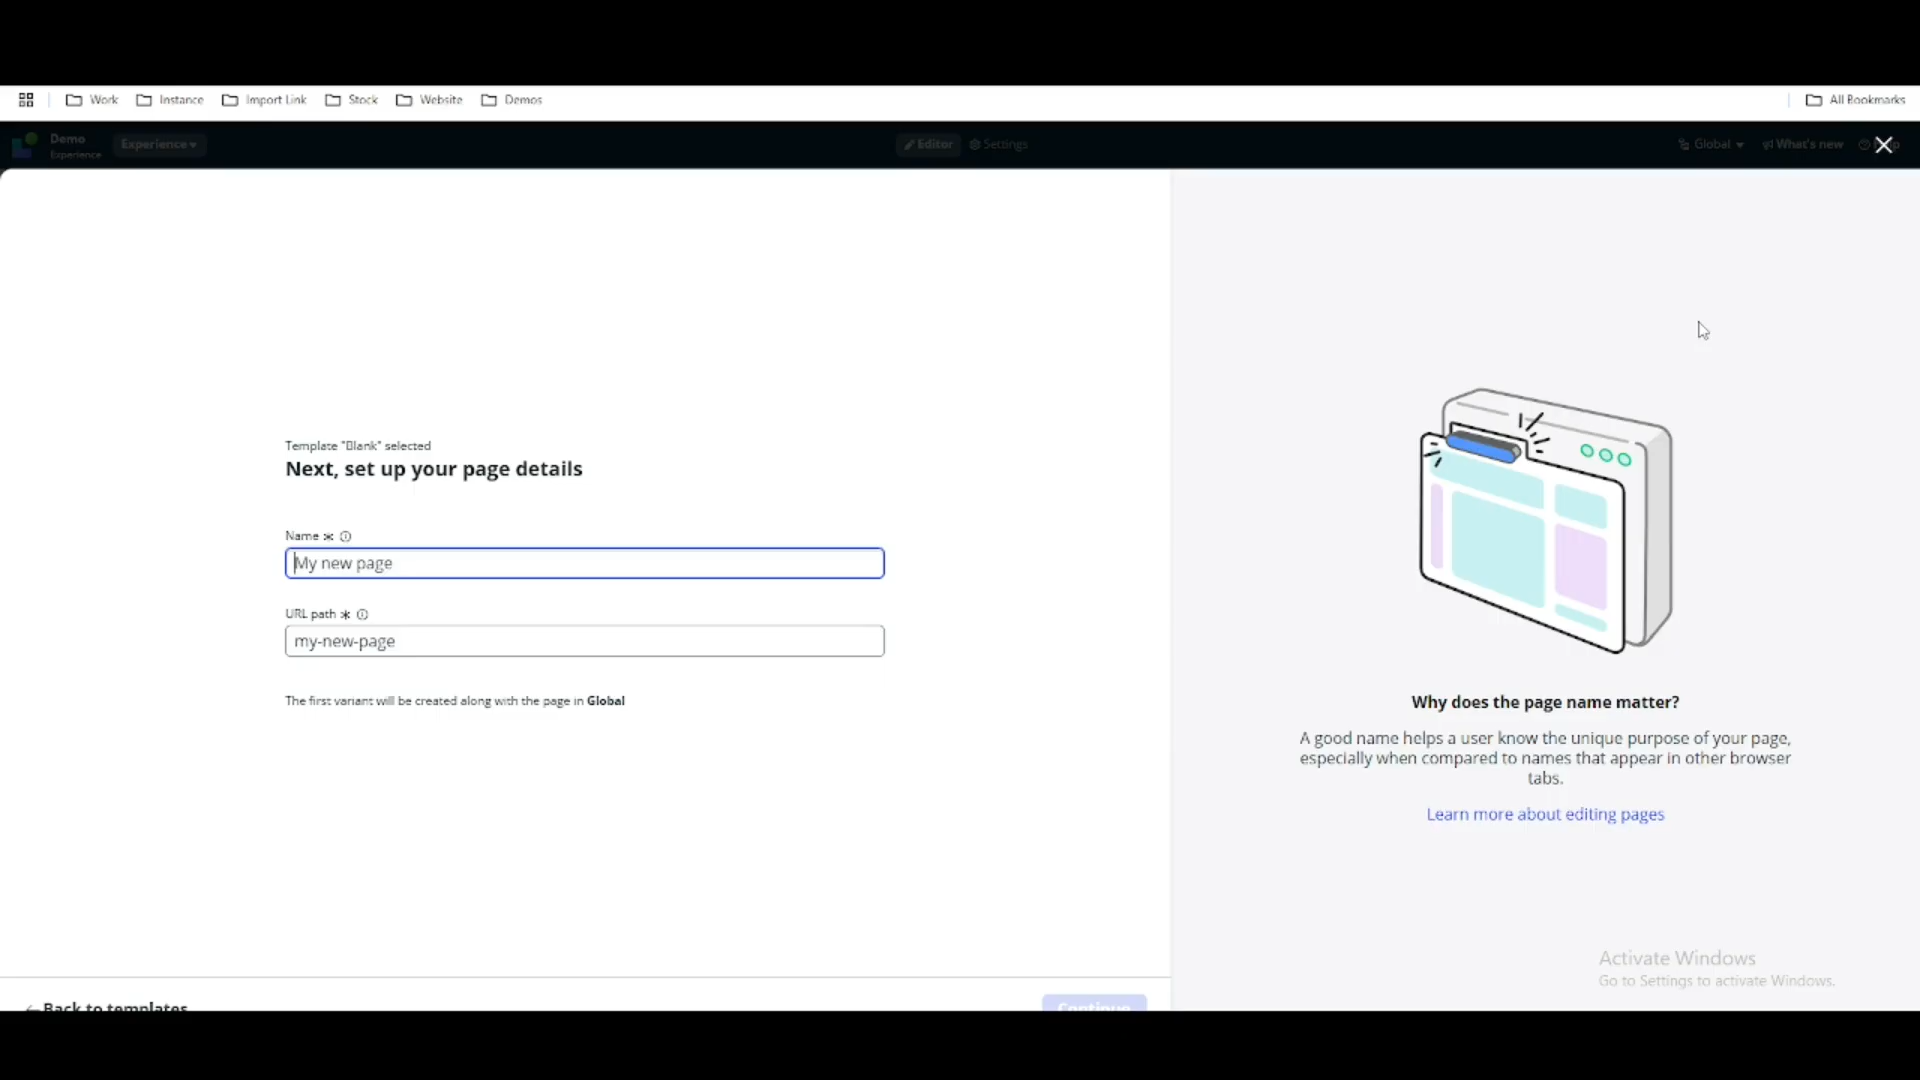 Work Instance Import Link Stock Website Demos All Bookmarks
Demo
Experience
Experience
Editor Settings
Global What's new
Template "Blank" selected
Next, set up your page details
Name *
My new page
URL path *
my-new-page
The first variant will be created along with the page in Global
Back to templates
Continue
Why does the page name matter?
A good name helps a user know the unique purpose of your page,
especially when compared to names that appear in other browser
tabs.
Learn more about editing pages
Activate Windows
Go to Settings to activate Windows.